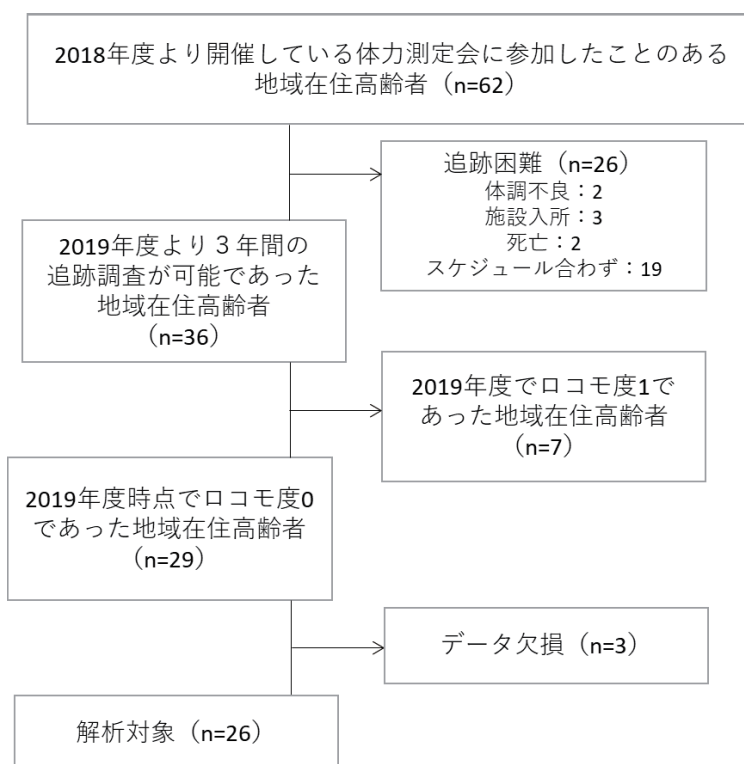 2018年度より開催している体力測定会に参加したことのある
地域在住高齢者（n=62）
追跡困難（n=26）
体調不良：2
施設入所：3
死亡：2
スケジュール合わず：19
2019年度より３年間の
追跡調査が可能であった
地域在住高齢者
（n=36）
2019年度でロコモ度1で
あった地域在住高齢者
（n=7）
2019年度時点でロコモ度0
であった地域在住高齢者
（n=29）
データ欠損（n=3）
解析対象（n=26）